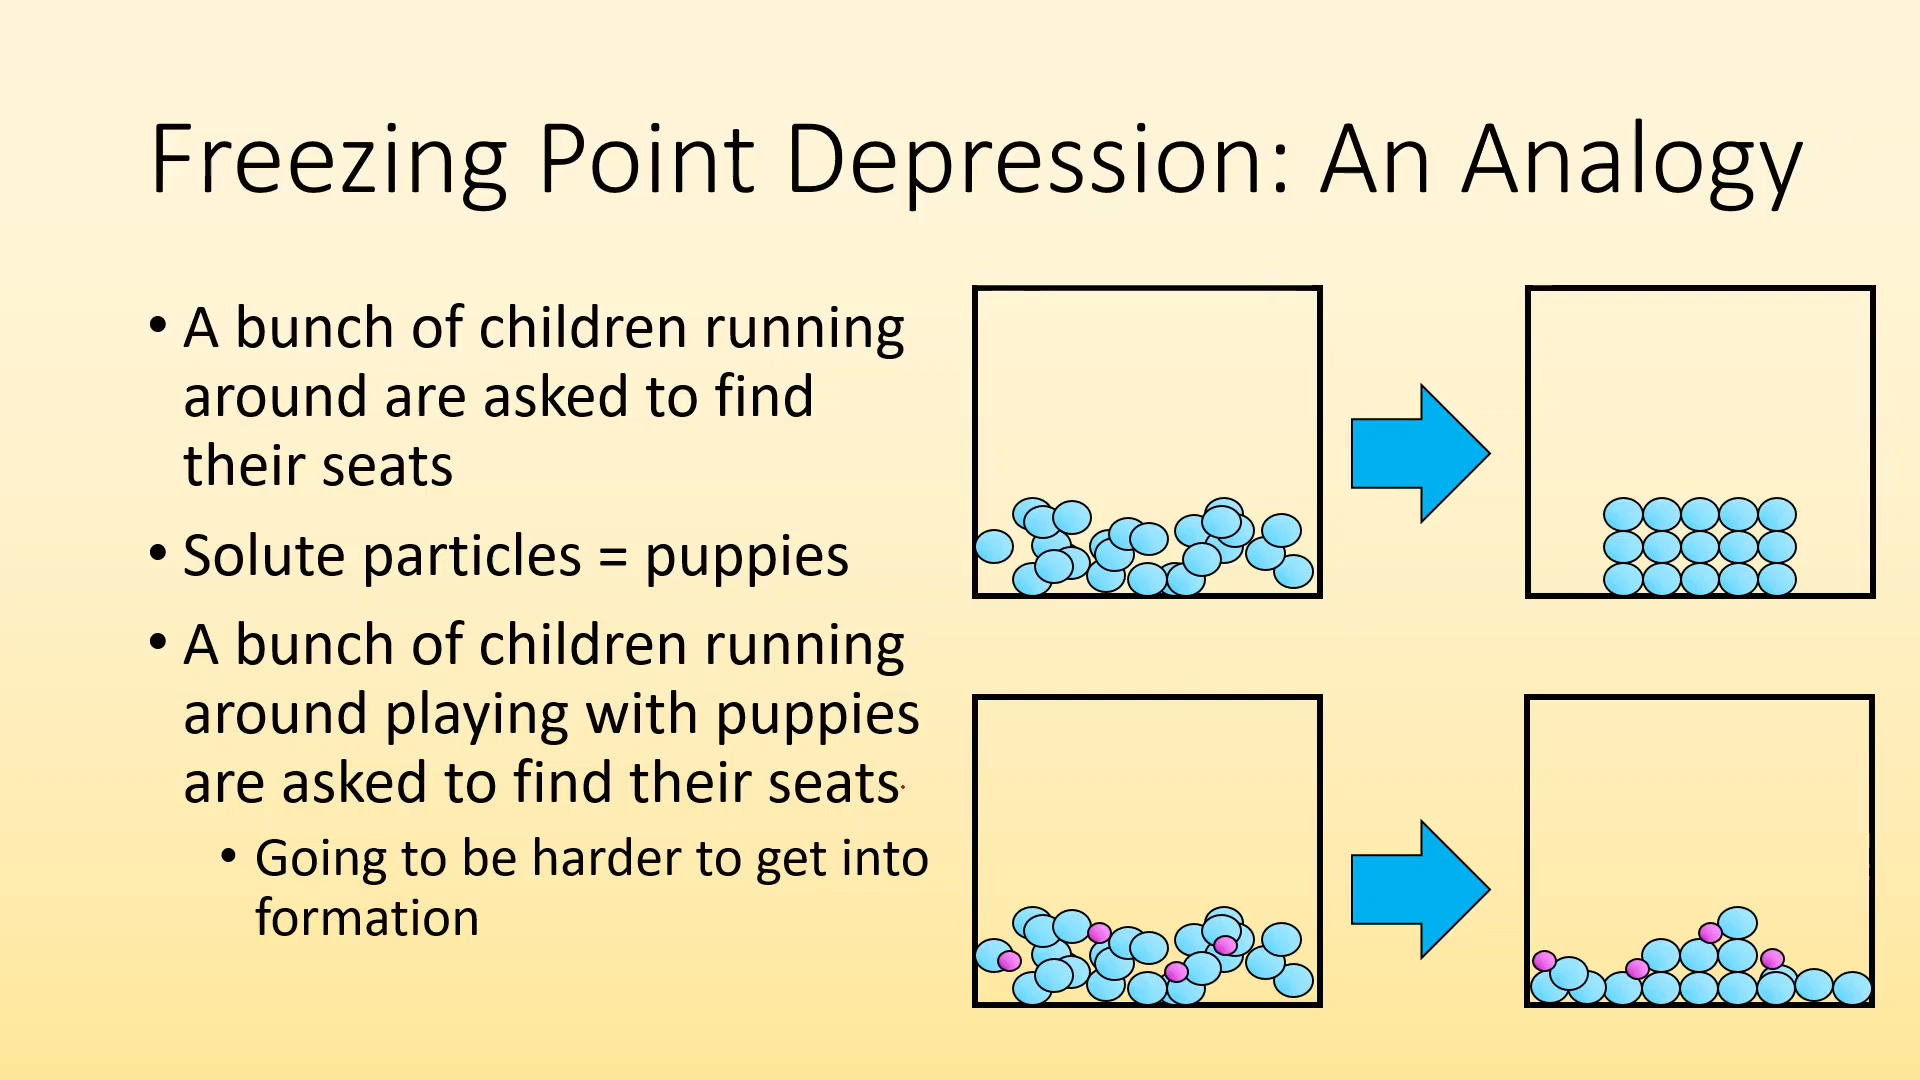 Freezing Point Depression: An Analogy
• A bunch of children running
around are asked to find
their seats
• Solute particles = puppies
• A bunch of children running
around playing with puppies
are asked to find their seats
• Going to be harder to get into
formation